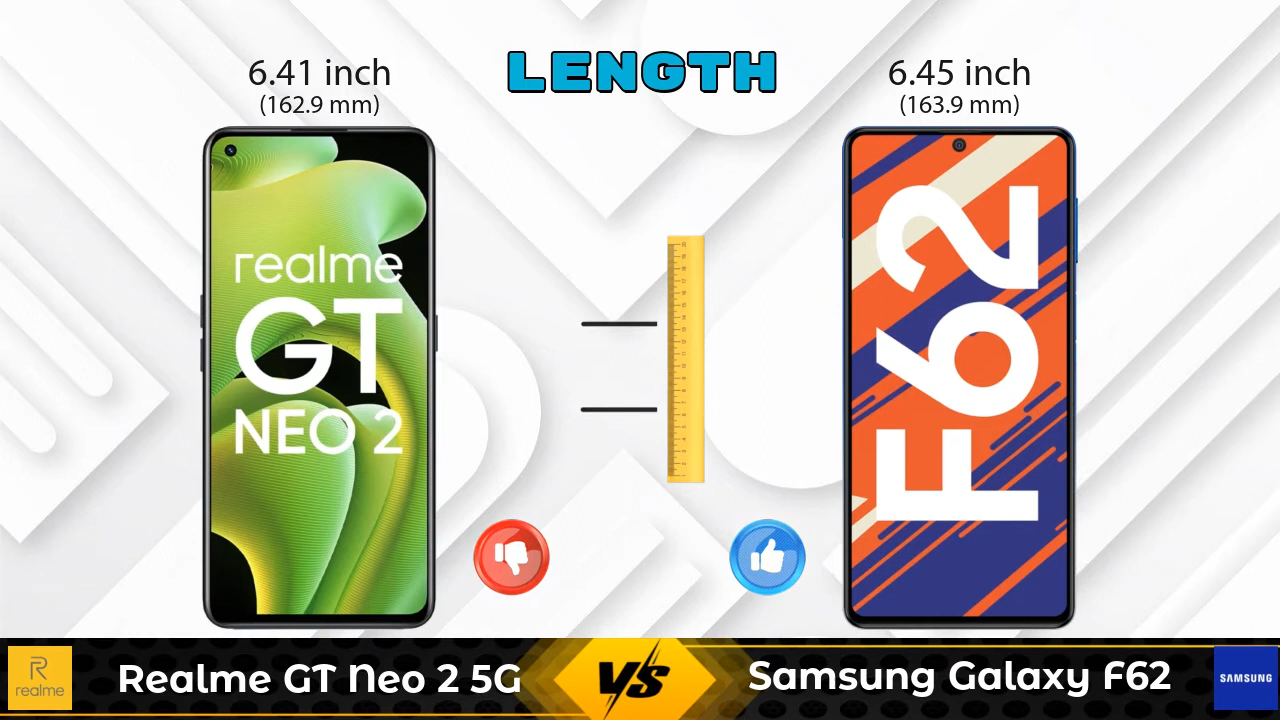 LENGTH
6.41 inch
(162.9 mm)
6.45 inch
(163.9 mm)
realme
GT
NEO 2
F62
Realme GT Neo 2 5G
VS
Samsung Galaxy F62
R
realme
SAMSUNG